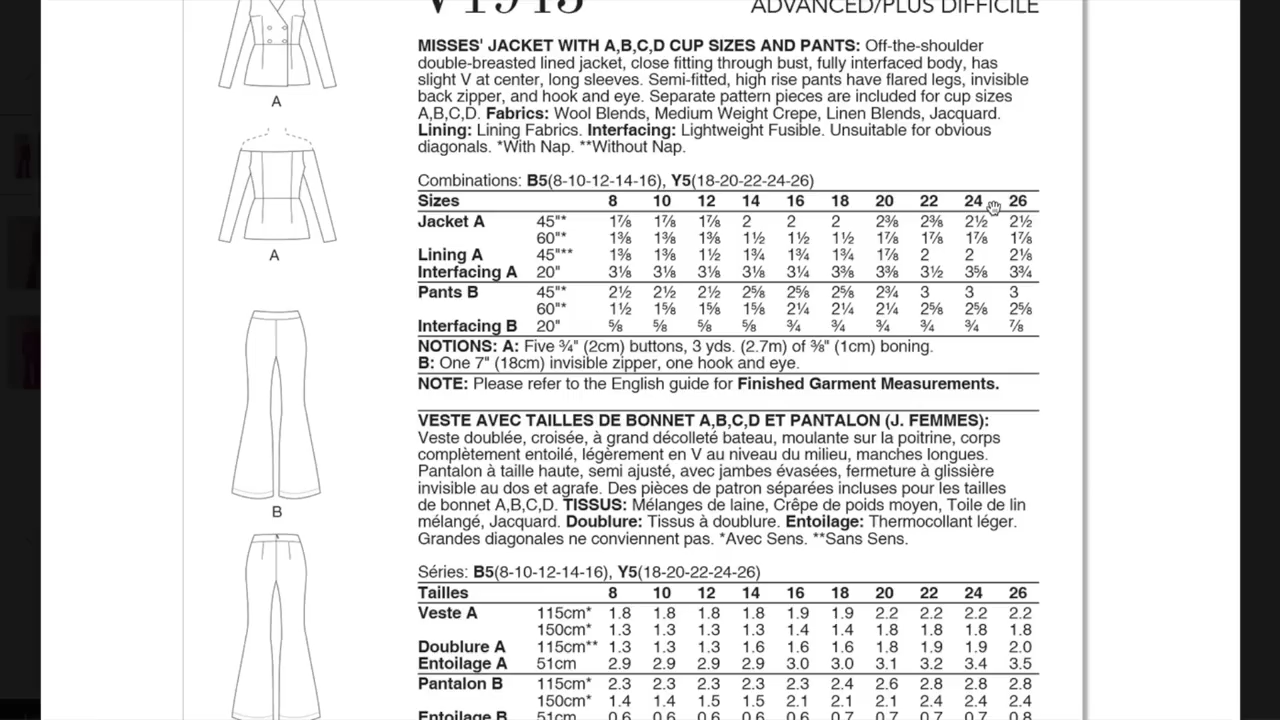 V1943
ADVANCED/PLUS DIFFICILE
MISSES' JACKET WITH A,B,C,D CUP SIZES AND PANTS: Off-the-shoulder
double-breasted lined jacket, close fitting through bust, fully interfaced body, has
slight V at center, long sleeves. Semi-fitted, high rise pants have flared legs, invisible
back zipper, and hook and eye. Separate pattern pieces are included for cup sizes
A,B,C,D. Fabrics: Wool Blends, Medium Weight Crepe, Linen Blends, Jacquard.
Lining: Lining Fabrics. Interfacing: Lightweight Fusible. Unsuitable for obvious
diagonals. *With Nap. **Without Nap.
Combinations: B5(8-10-12-14-16), Y5(18-20-22-24-26)
Sizes 8 10 12 14 16 18 20 22 24 26
Jacket A 45"* 1⅞ 1⅞ 1⅞ 2 2 2 2⅜ 2⅜ 2½ 2½
60"* 1⅜ 1⅜ 1⅜ 1½ 1½ 1½ 1⅞ 1⅞ 1⅞ 1⅞
Lining A 45"** 1⅜ 1⅜ 1½ 1¾ 1¾ 1¾ 1⅞ 2 2 2⅛
Interfacing A 20" 3⅛ 3⅛ 3⅛ 3⅛ 3¼ 3⅜ 3⅜ 3½ 3⅝ 3¾
Pants B 45"* 2½ 2½ 2½ 2⅝ 2⅝ 2⅝ 2¾ 3 3 3
60"* 1½ 1⅝ 1⅝ 1⅝ 2¼ 2¼ 2¼ 2⅝ 2⅝ 2⅝
Interfacing B 20" ⅝ ⅝ ⅝ ⅝ ¾ ¾ ¾ ¾ ¾ ⅞
NOTIONS: A: Five ¾" (2cm) buttons, 3 yds. (2.7m) of ⅜" (1cm) boning.
B: One 7" (18cm) invisible zipper, one hook and eye.
NOTE: Please refer to the English guide for Finished Garment Measurements.
VESTE AVEC TAILLES DE BONNET A,B,C,D ET PANTALON (J. FEMMES):
Veste doublée, croisée, à grand décolleté bateau, moulante sur la poitrine, corps
complètement entoilé, légèrement en V au niveau du milieu, manches longues.
Pantalon à taille haute, semi ajusté, avec jambes évasées, fermeture à glissière
invisible au dos et agrafe. Des pièces de patron séparées incluses pour les tailles
de bonnet A,B,C,D. TISSUS: Mélanges de laine, Crêpe de poids moyen, Toile de lin
mélangé, Jacquard. Doublure: Tissus à doublure. Entoilage: Thermocollant léger.
Grandes diagonales ne conviennent pas. *Avec Sens. **Sans Sens.
Séries: B5(8-10-12-14-16), Y5(18-20-22-24-26)
Tailles 8 10 12 14 16 18 20 22 24 26
Veste A 115cm* 1.8 1.8 1.8 1.8 1.9 1.9 2.2 2.2 2.2 2.2
150cm* 1.3 1.3 1.3 1.3 1.4 1.4 1.8 1.8 1.8 1.8
Doublure A 115cm** 1.3 1.3 1.3 1.6 1.6 1.6 1.8 1.9 1.9 2.0
Entoilage A 51cm 2.9 2.9 2.9 2.9 3.0 3.0 3.1 3.2 3.4 3.5
Pantalon B 115cm* 2.3 2.3 2.3 2.3 2.3 2.4 2.6 2.8 2.8 2.8
150cm* 1.4 1.4 1.5 1.5 2.1 2.1 2.1 2.4 2.4 2.4
Entoilage B 51cm 0.6 0.6 0.6 0.6 0.6 0.7 0.7 0.7 0.7 0.8
A
A
B